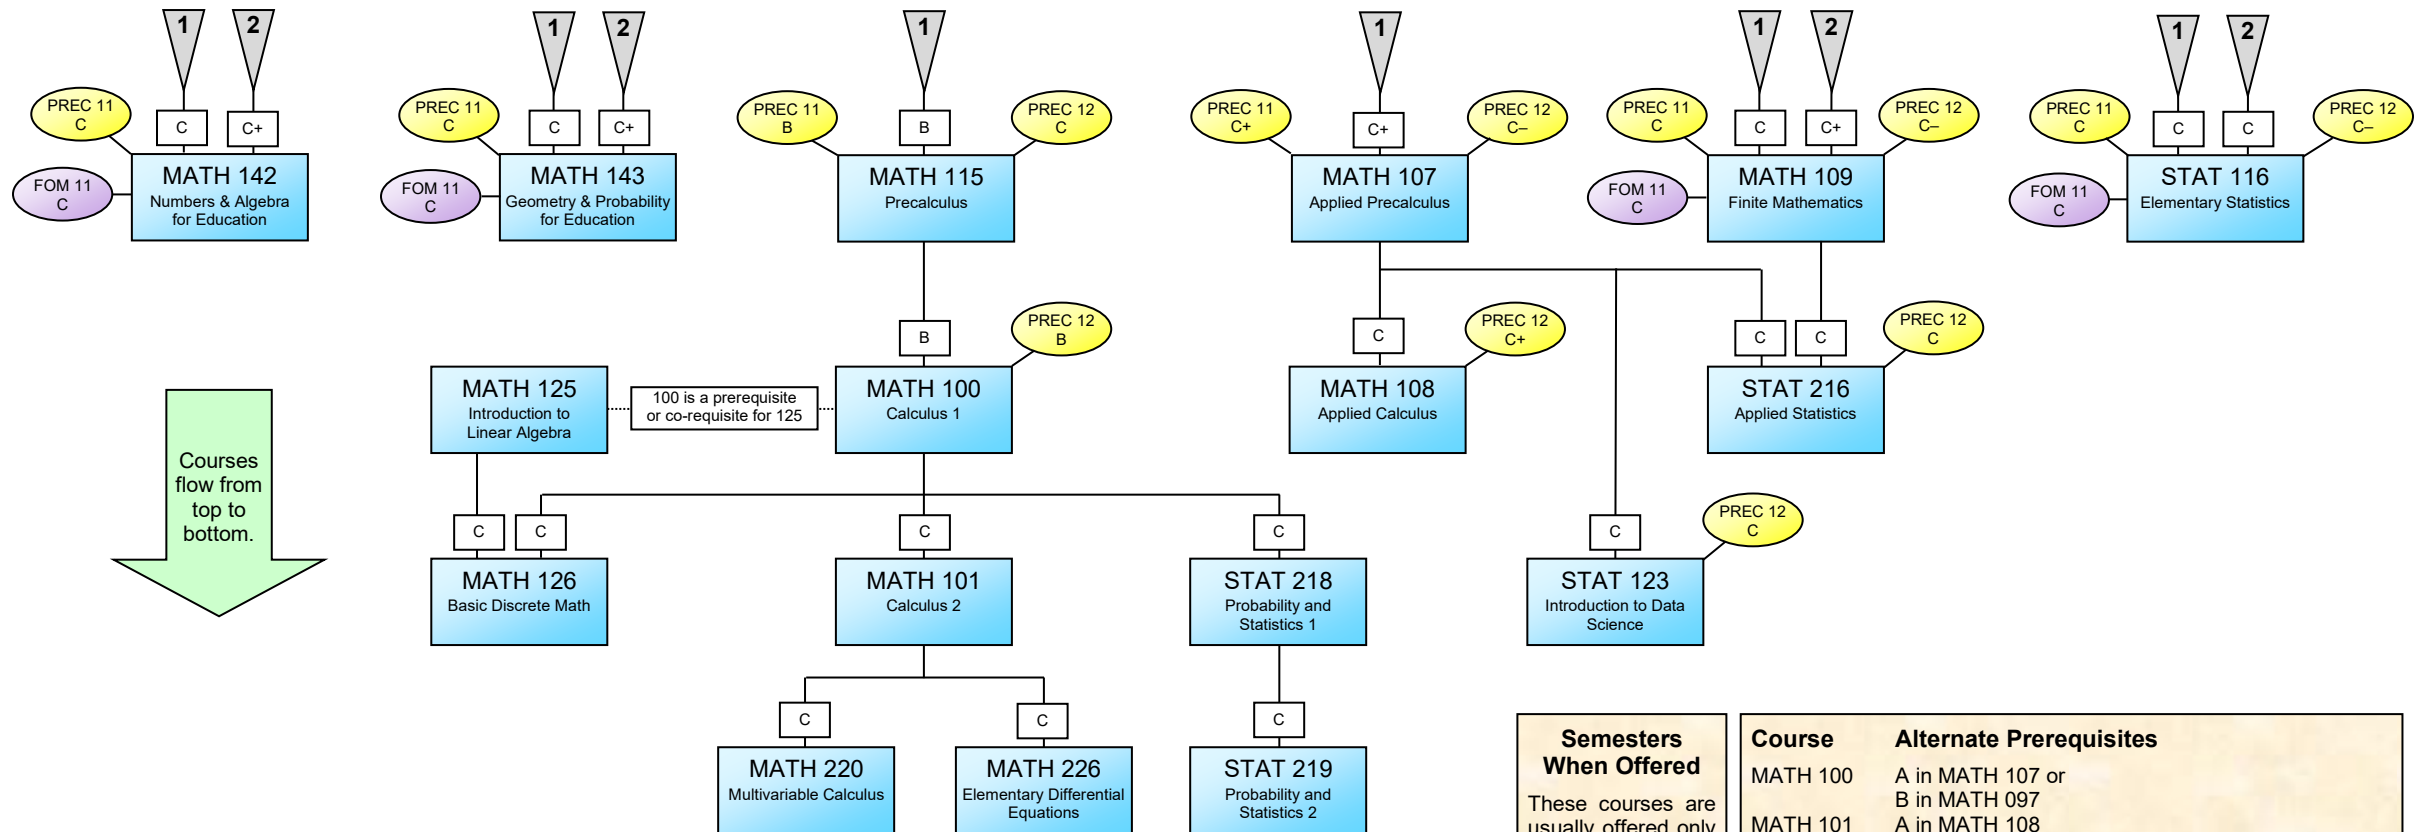 1 2
1 2
1
1
1 2
1 2
PREC 11
C
C
C+
FOM 11
C
MATH 142
Numbers & Algebra
for Education
PREC 11
C
C
C+
FOM 11
C
MATH 143
Geometry & Probability
for Education
PREC 11
B
B
PREC 12
C
MATH 115
Precalculus
PREC 11
C+
C+
PREC 12
C–
MATH 107
Applied Precalculus
PREC 11
C
C
C+
PREC 12
C–
FOM 11
C
MATH 109
Finite Mathematics
PREC 11
C
C
C
PREC 12
C–
FOM 11
C
STAT 116
Elementary Statistics
B
PREC 12
B
MATH 125
Introduction to
Linear Algebra
100 is a prerequisite
or co-requisite for 125
MATH 100
Calculus 1
C
PREC 12
C+
MATH 108
Applied Calculus
C
C
PREC 12
C
STAT 216
Applied Statistics
Courses
flow from
top to
bottom.
C
C
MATH 126
Basic Discrete Math
C
MATH 101
Calculus 2
C
STAT 218
Probability and
Statistics 1
C
PREC 12
C
STAT 123
Introduction to Data
Science
C
MATH 220
Multivariable Calculus
C
MATH 226
Elementary Differential
Equations
C
STAT 219
Probability and
Statistics 2
Semesters
When Offered
These courses are
usually offered only
Course Alternate Prerequisites
MATH 100 A in MATH 107 or
B in MATH 097
MATH 101 A in MATH 108